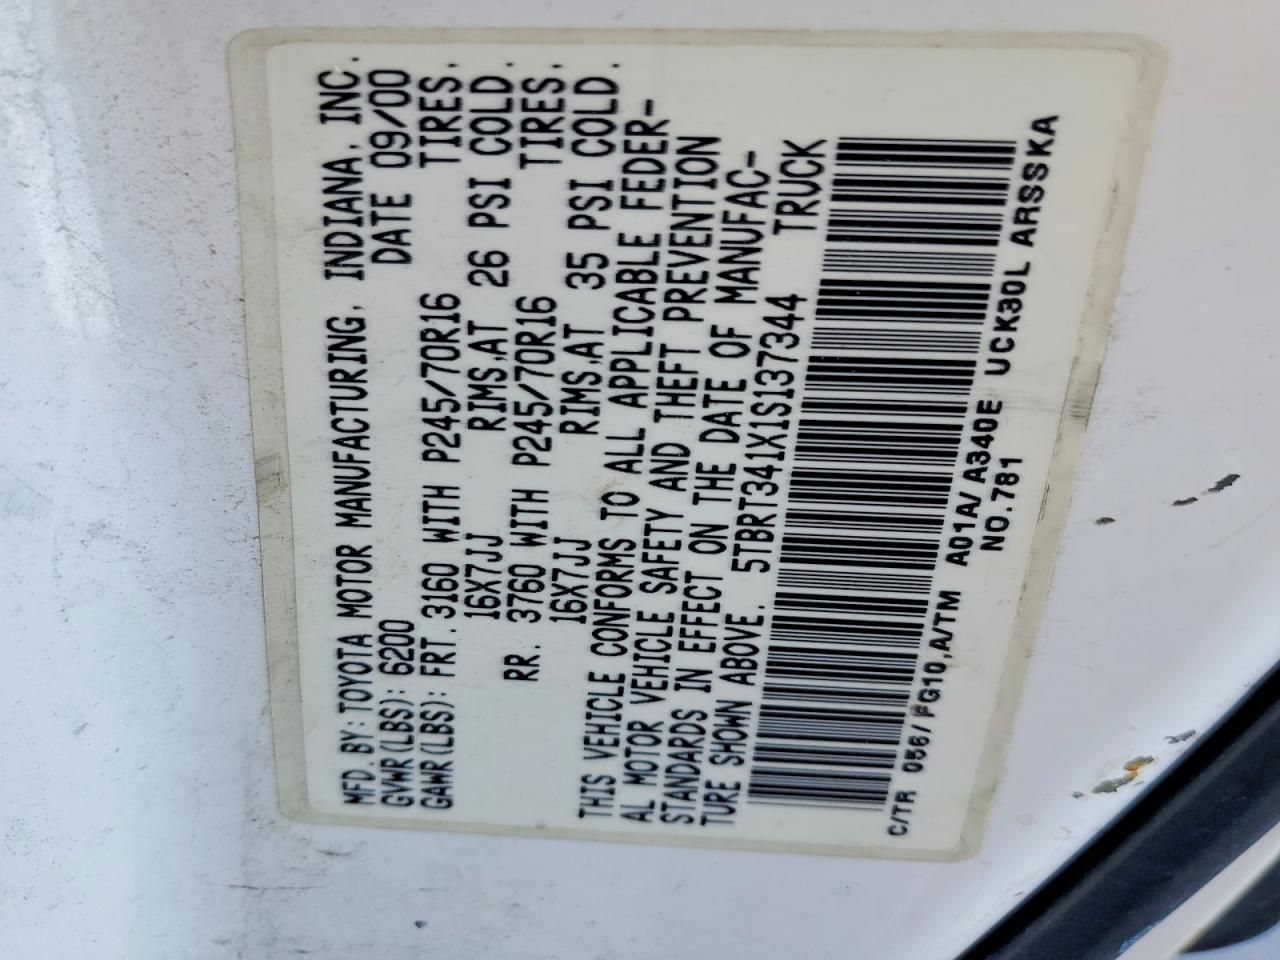 MFD.BY:TOYOTA MOTOR MANUFACTURING, INDIANA, INC.
GVWR(LBS): 6200 DATE 09/00
GAWR(LBS): FRT. 3160 WITH P245/70R16 TIRES,
16X7JJ RIMS,AT 26 PSI COLD.
RR. 3760 WITH P245/70R16 TIRES,
16X7JJ RIMS,AT 35 PSI COLD.
THIS VEHICLE CONFORMS TO ALL APPLICABLE FEDER-
AL MOTOR VEHICLE SAFETY AND THEFT PREVENTION
STANDARDS IN EFFECT ON THE DATE OF MANUFAC-
TURE SHOWN ABOVE. 5TBRT341X1S137344 TRUCK
C/TR 056/FG10,A/TM A01A/A340E UCK30L ARSSKA
NO.781